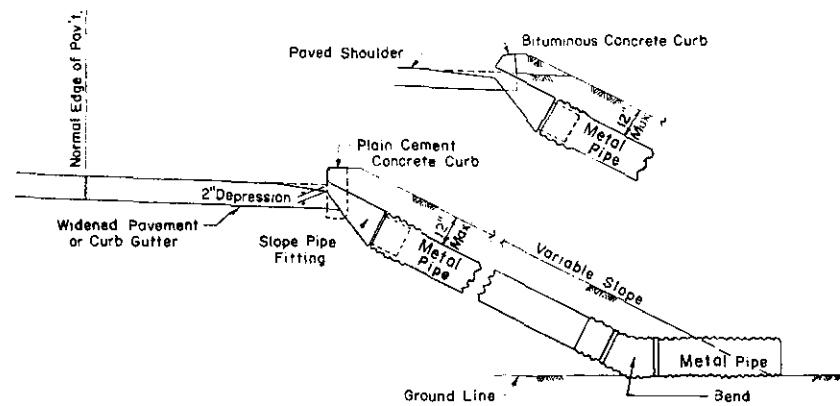 Bituminous Concrete Curb
Paved Shoulder
12"
Max.
Metal
Pipe
Normal Edge of Pav't.
Plain Cement
Concrete Curb
2" Depression
Widened Pavement
or Curb Gutter
Slope Pipe
Fitting
12"
Max.
Metal
Pipe
Variable Slope
Metal Pipe
Ground Line
Bend